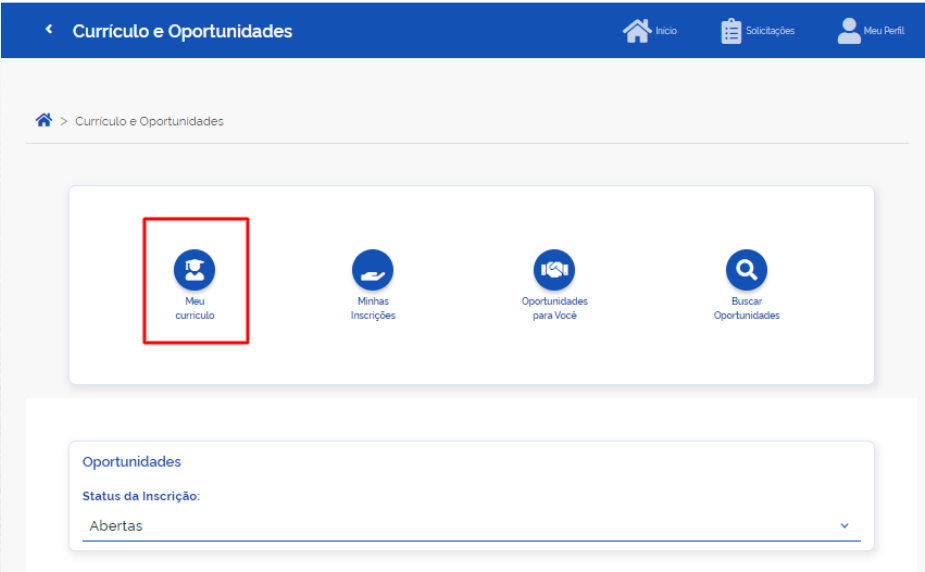 Currículo e Oportunidades
Início
Solicitações
Meu Perfil
> Currículo e Oportunidades
Meu
currículo
Minhas
Inscrições
Oportunidades
para Você
Buscar
Oportunidades
Oportunidades
Status da Inscrição:
Abertas